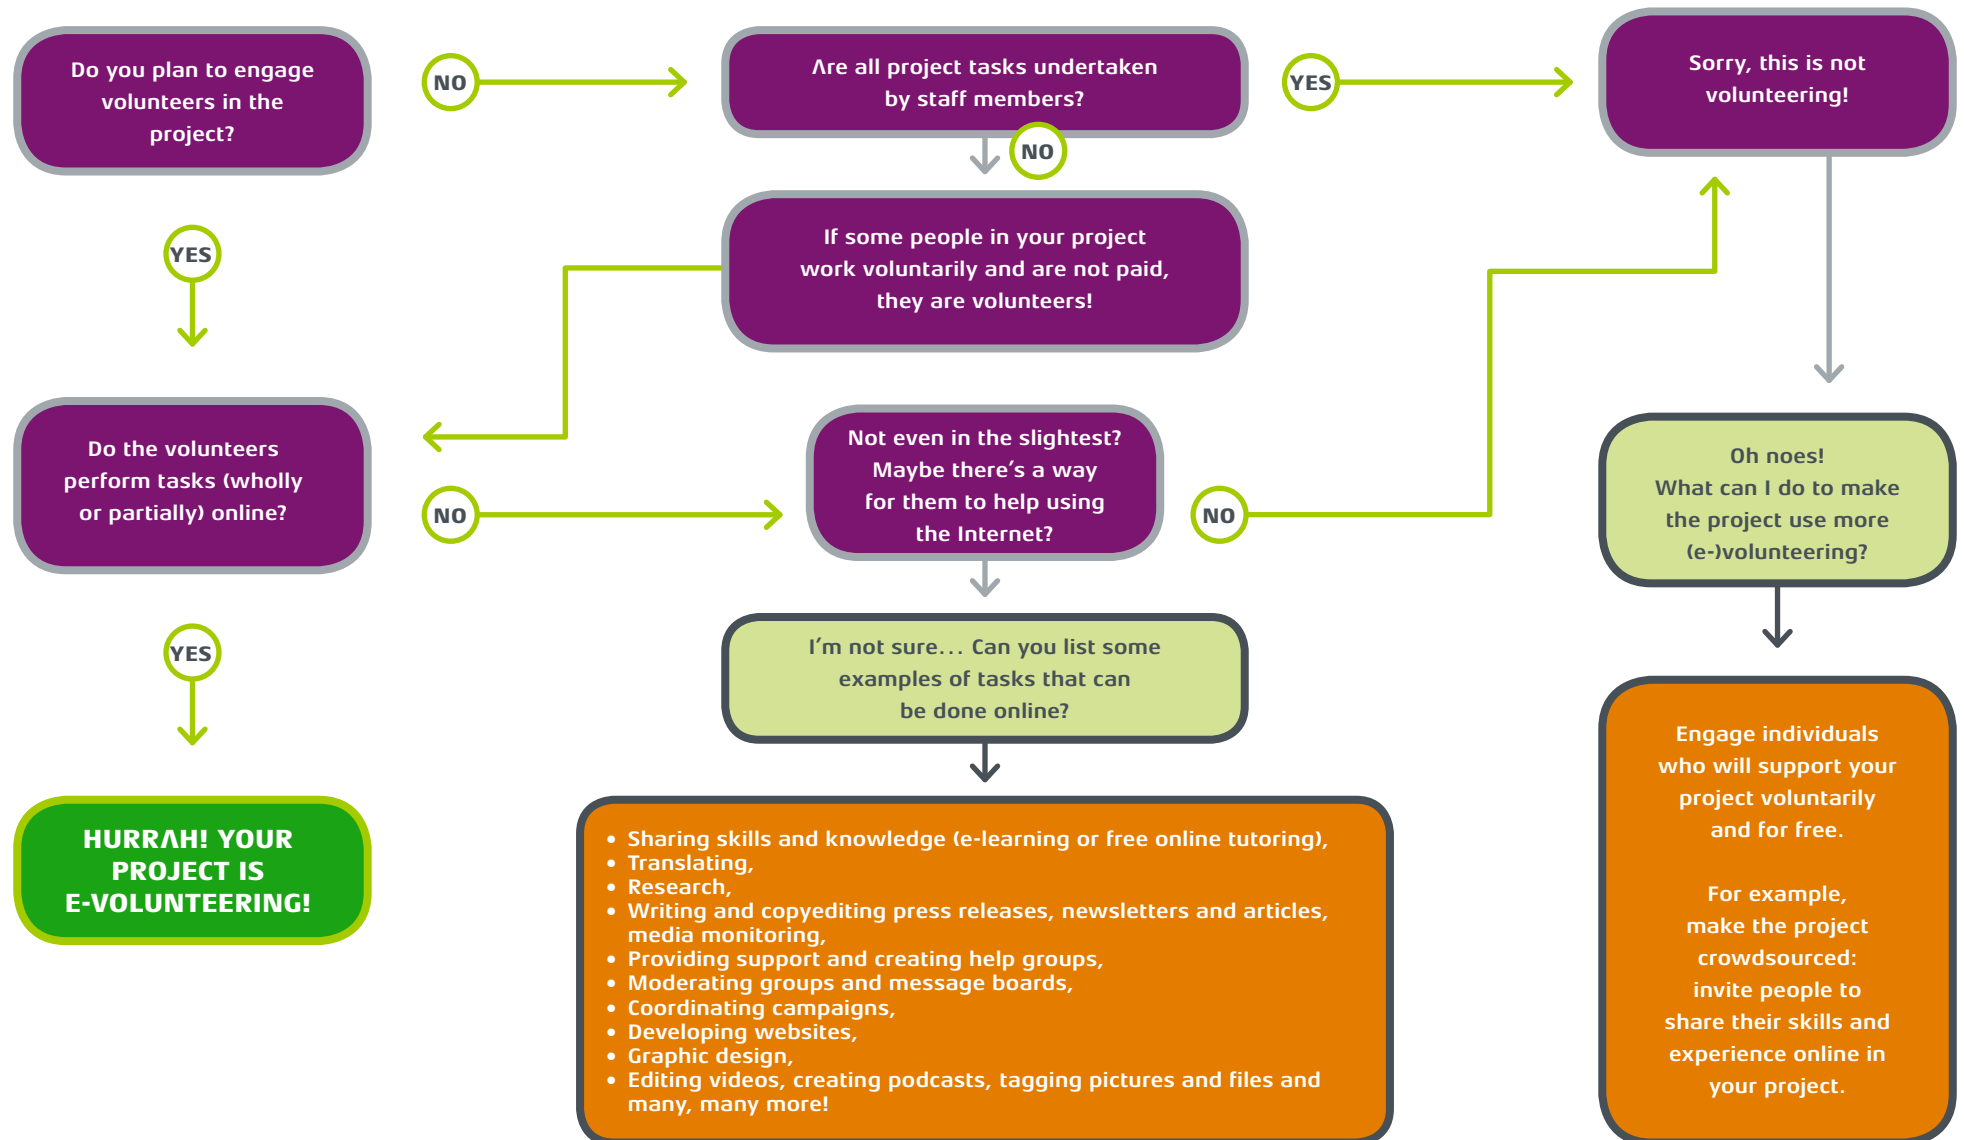 Do you plan to engage
volunteers in the
project?
NO
Are all project tasks undertaken
by staff members?
YES
Sorry, this is not
volunteering!
NO
If some people in your project
work voluntarily and are not paid,
they are volunteers!
YES
Do the volunteers
perform tasks (wholly
or partially) online?
NO
Not even in the slightest?
Maybe there's a way
for them to help using
the Internet?
NO
Oh noes!
What can I do to make
the project use more
(e-)volunteering?
YES
I'm not sure... Can you list some
examples of tasks that can
be done online?
HURRAH! YOUR
PROJECT IS
E-VOLUNTEERING!
• Sharing skills and knowledge (e-learning or free online tutoring),
• Translating,
• Research,
• Writing and copyediting press releases, newsletters and articles,
media monitoring,
• Providing support and creating help groups,
• Moderating groups and message boards,
• Coordinating campaigns,
• Developing websites,
• Graphic design,
• Editing videos, creating podcasts, tagging pictures and files and
many, many more!
Engage individuals
who will support your
project voluntarily
and for free.
For example,
make the project
crowdsourced:
invite people to
share their skills and
experience online in
your project.